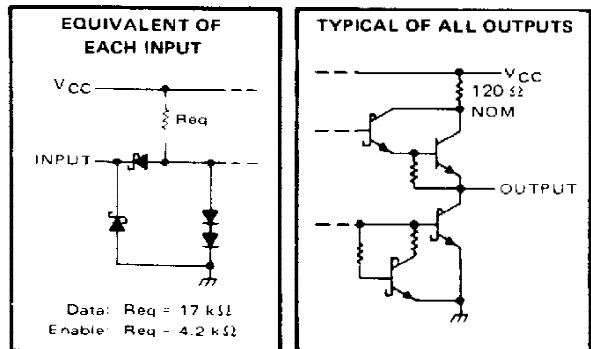 EQUIVALENT OF
EACH INPUT
VCC
Req
INPUT
Data: Req = 17 kΩ
Enable: Req = 4.2 kΩ
TYPICAL OF ALL OUTPUTS
VCC
120 Ω
NOM
OUTPUT